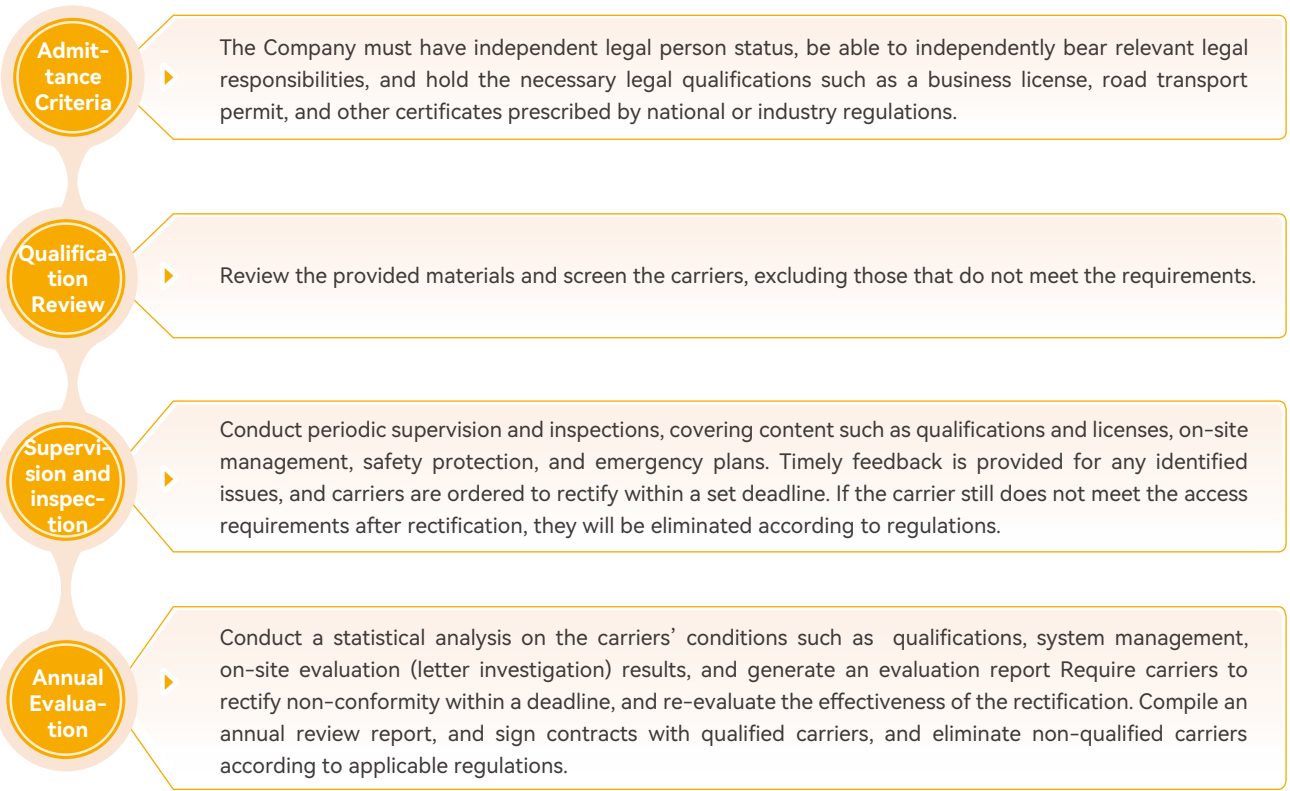 Admit-
tance
Criteria
The Company must have independent legal person status, be able to independently bear relevant legal
responsibilities, and hold the necessary legal qualifications such as a business license, road transport
permit, and other certificates prescribed by national or industry regulations.
Qualifica-
tion
Review
Review the provided materials and screen the carriers, excluding those that do not meet the requirements.
Supervi-
sion and
inspec-
tion
Conduct periodic supervision and inspections, covering content such as qualifications and licenses, on-site
management, safety protection, and emergency plans. Timely feedback is provided for any identified
issues, and carriers are ordered to rectify within a set deadline. If the carrier still does not meet the access
requirements after rectification, they will be eliminated according to regulations.
Annual
Evalua-
tion
Conduct a statistical analysis on the carriers’ conditions such as qualifications, system management,
on-site evaluation (letter investigation) results, and generate an evaluation report Require carriers to
rectify non-conformity within a deadline, and re-evaluate the effectiveness of the rectification. Compile an
annual review report, and sign contracts with qualified carriers, and eliminate non-qualified carriers
according to applicable regulations.